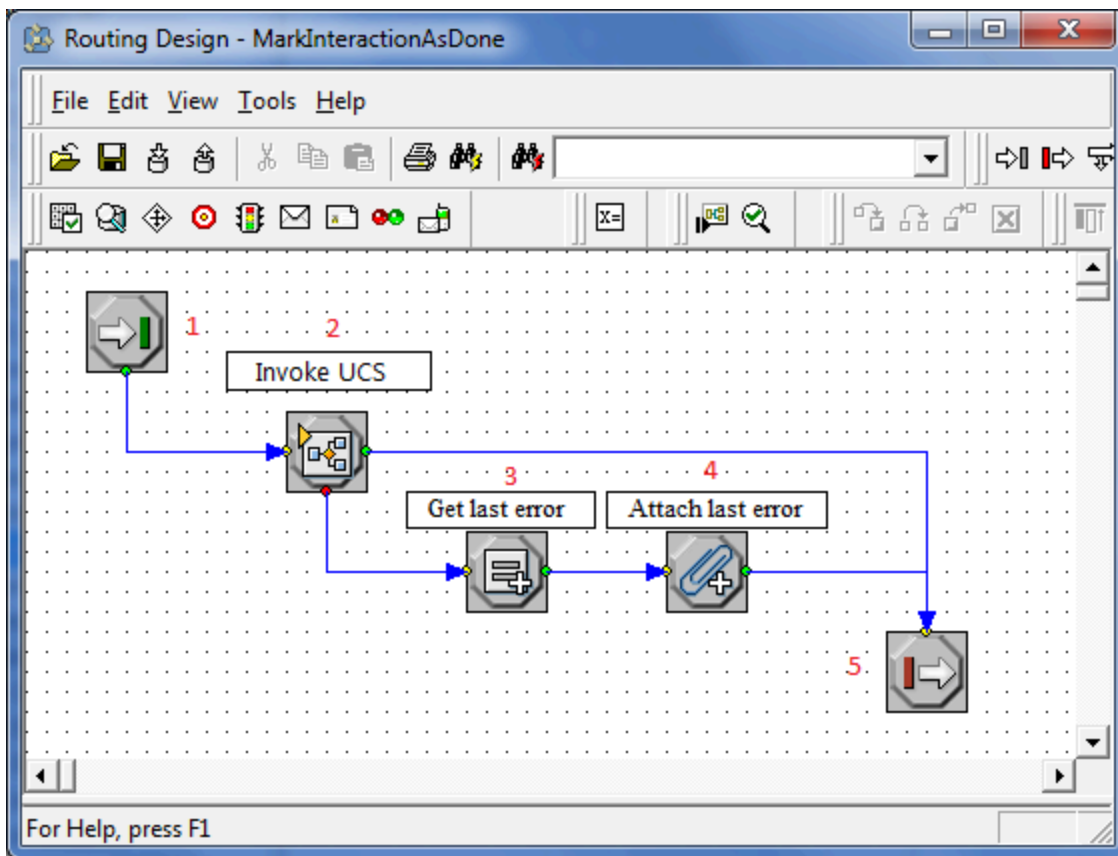 Routing Design - MarkInteractionAsDone
File Edit View Tools Help
X=
1
2
Invoke UCS
3
4
Get last error
Attach last error
5
For Help, press F1